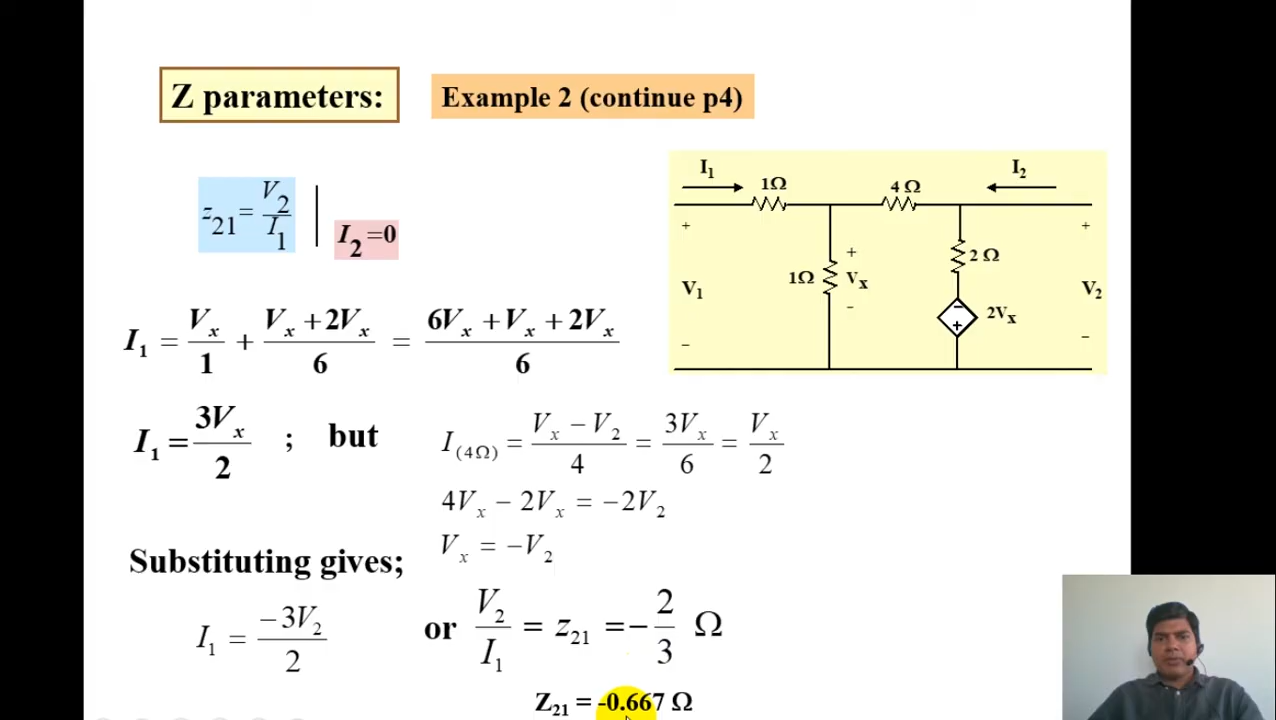 Z parameters:
Example 2 (continue p4)
z21 = V2 / I1 | I2 =0
I1
1Ω
4 Ω
I2
+
+
+
2 Ω
1Ω
Vx
V1
V2
−
−
+
2Vx
−
−
I1 = Vx/1 + (Vx + 2Vx)/6 = (6Vx + Vx + 2Vx)/6
I1 = 3Vx/2 ; but I(4Ω) = (Vx − V2)/4 = 3Vx/6 = Vx/2
4Vx − 2Vx = −2V2
Vx = −V2
Substituting gives;
I1 = −3V2/2 or V2/I1 = z21 = − 2/3 Ω
Z21 = -0.667 Ω